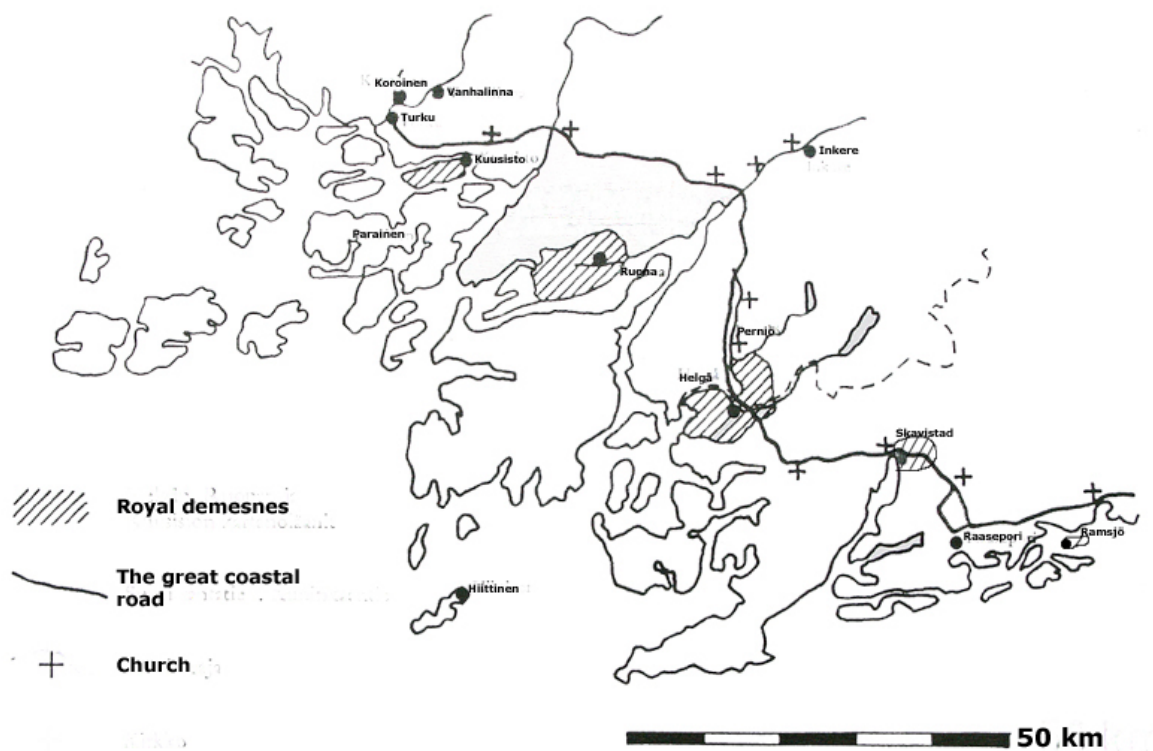 Koroinen
Vanhalinna
Turku
Kuusisto
Inkere
Parainen
Ruona
Perniö
Helgå
Skavistad
Raasepori
Ramsjö
Hiittinen
Royal demesnes
The great coastal
road
Church
50 km